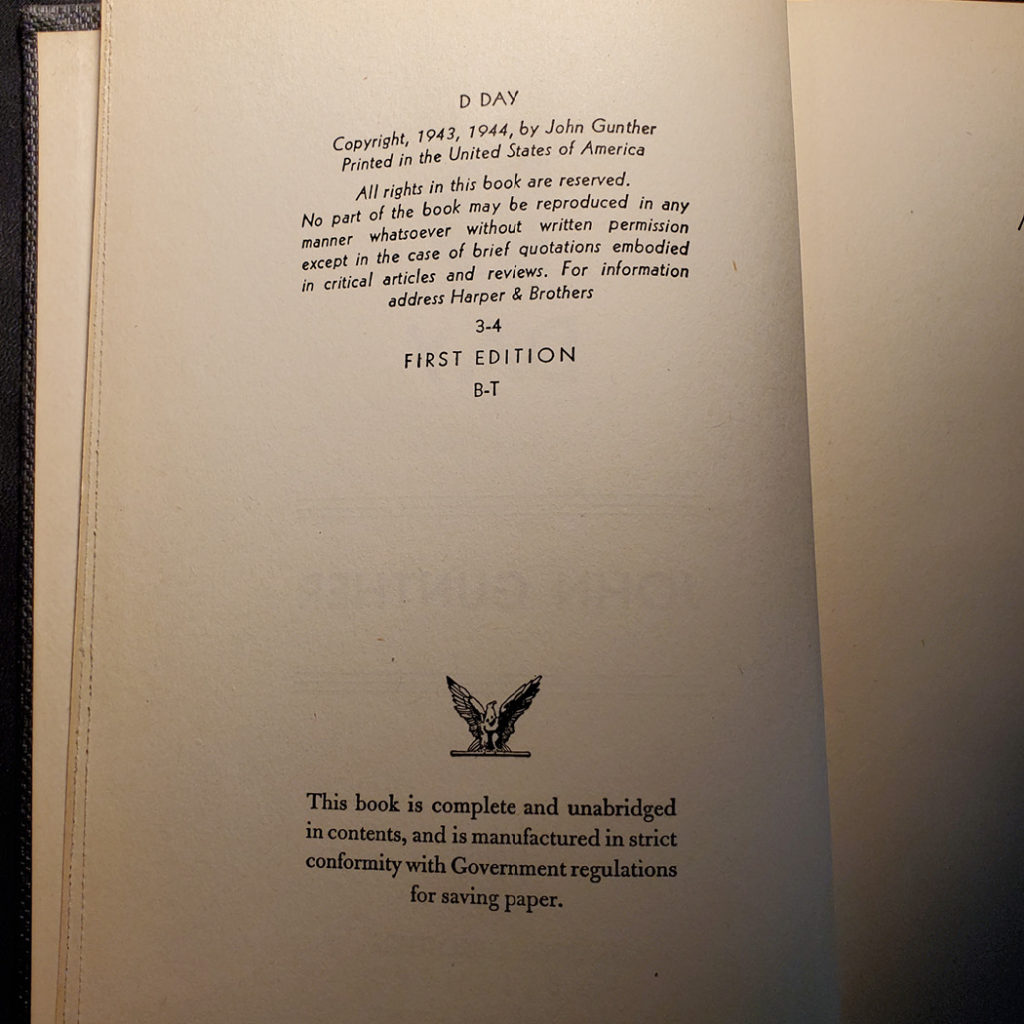 D DAY
Copyright, 1943, 1944, by John Gunther
Printed in the United States of America
All rights in this book are reserved.
No part of the book may be reproduced in any
manner whatsoever without written permission
except in the case of brief quotations embodied
in critical articles and reviews. For information
address Harper & Brothers
3-4
FIRST EDITION
B-T
This book is complete and unabridged
in contents, and is manufactured in strict
conformity with Government regulations
for saving paper.